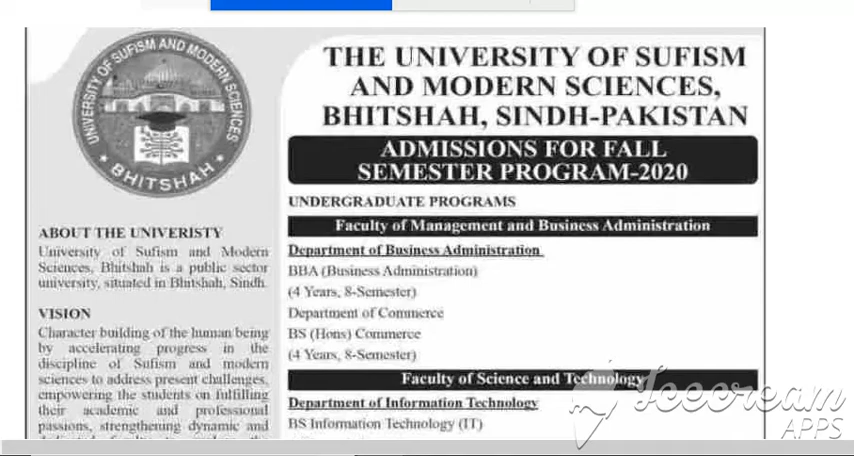 UNIVERSITY OF SUFISM AND MODERN SCIENCES
BHITSHAH
THE UNIVERSITY OF SUFISM
AND MODERN SCIENCES,
BHITSHAH, SINDH-PAKISTAN
ADMISSIONS FOR FALL
SEMESTER PROGRAM-2020
ABOUT THE UNIVERISTY
University of Sufism and Modern
Sciences, Bhitshah is a public sector
university, situated in Bhitshah, Sindh.
VISION
Character building of the human being
by accelerating progress in the
discipline of Sufism and modern
sciences to address present challenges,
empowering the students on fulfilling
their academic and professional
passions, strengthening dynamic and
UNDERGRADUATE PROGRAMS
Faculty of Management and Business Administration
Department of Business Administration
BBA (Business Administration)
(4 Years, 8-Semester)
Department of Commerce
BS (Hons) Commerce
(4 Years, 8-Semester)
Faculty of Science and Technology
Department of Information Technology
BS Information Technology (IT)
Icecream
APPS